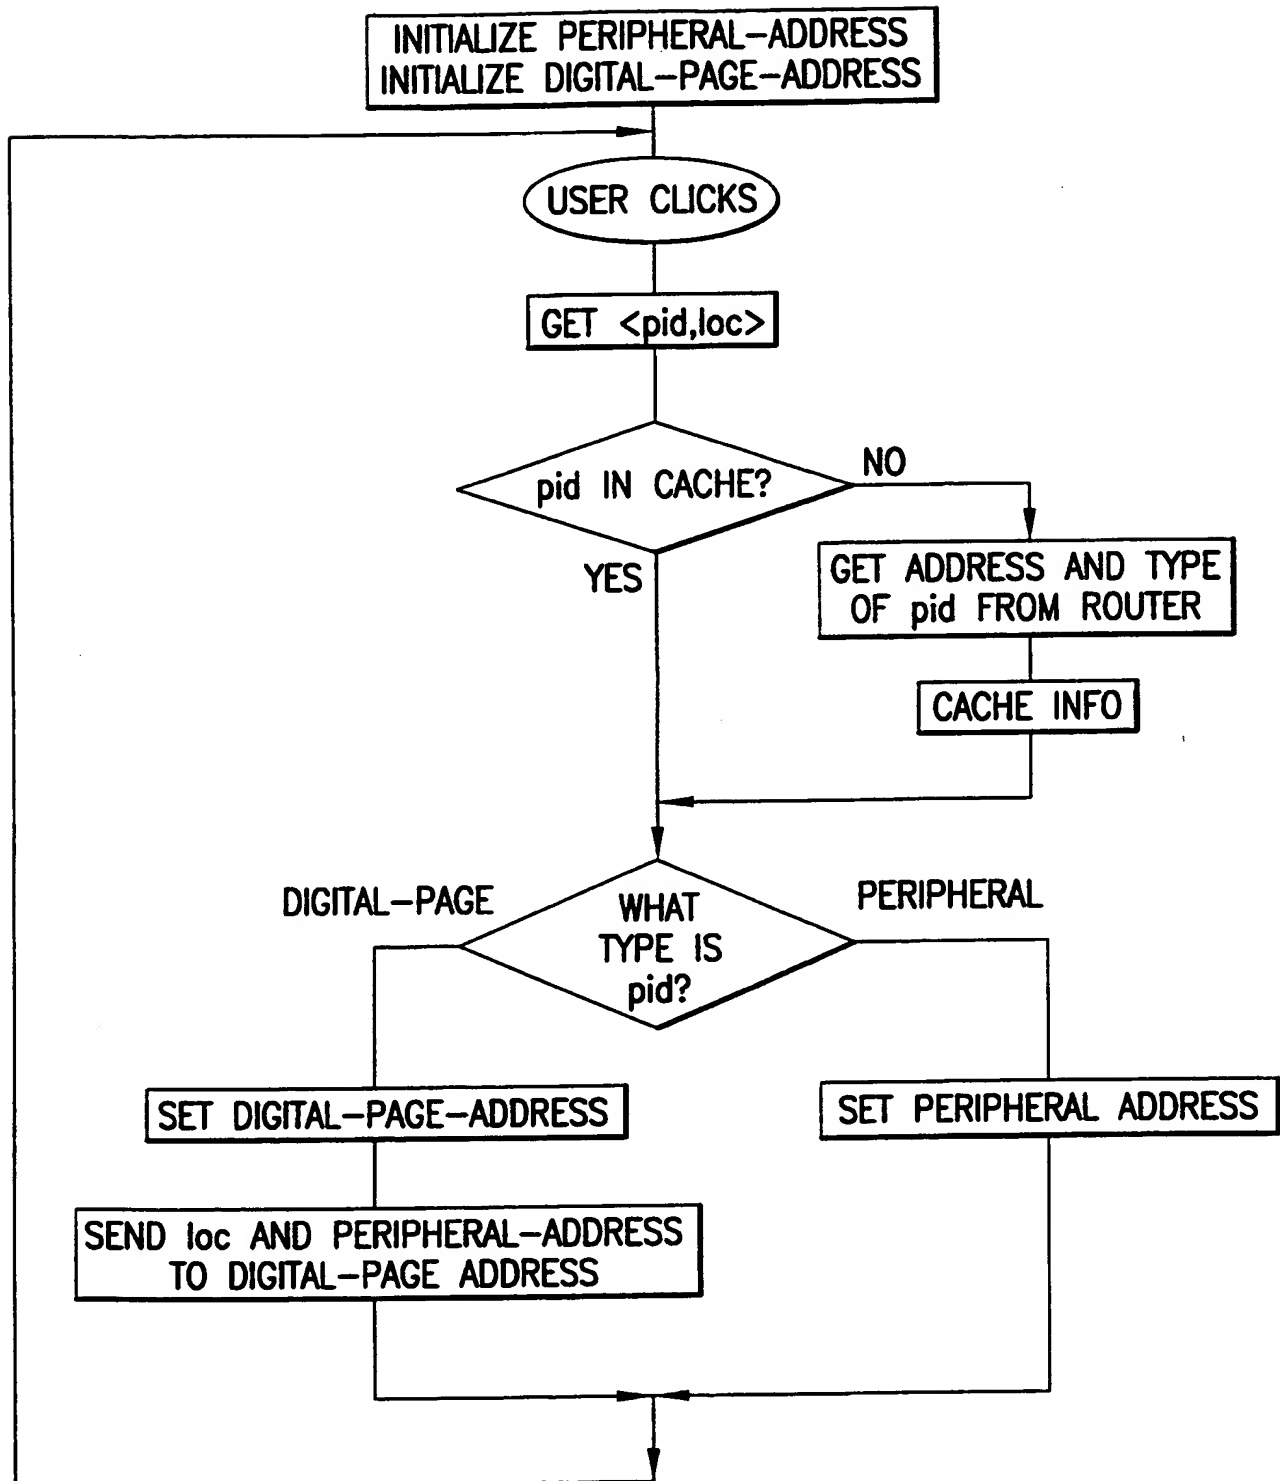 INITIALIZE PERIPHERAL-ADDRESS
INITIALIZE DIGITAL-PAGE-ADDRESS
USER CLICKS
GET <pid,loc>
pid IN CACHE?
NO
YES
GET ADDRESS AND TYPE
OF pid FROM ROUTER
CACHE INFO
DIGITAL-PAGE
WHAT
TYPE IS
pid?
PERIPHERAL
SET DIGITAL-PAGE-ADDRESS
SET PERIPHERAL ADDRESS
SEND loc AND PERIPHERAL-ADDRESS
TO DIGITAL-PAGE ADDRESS